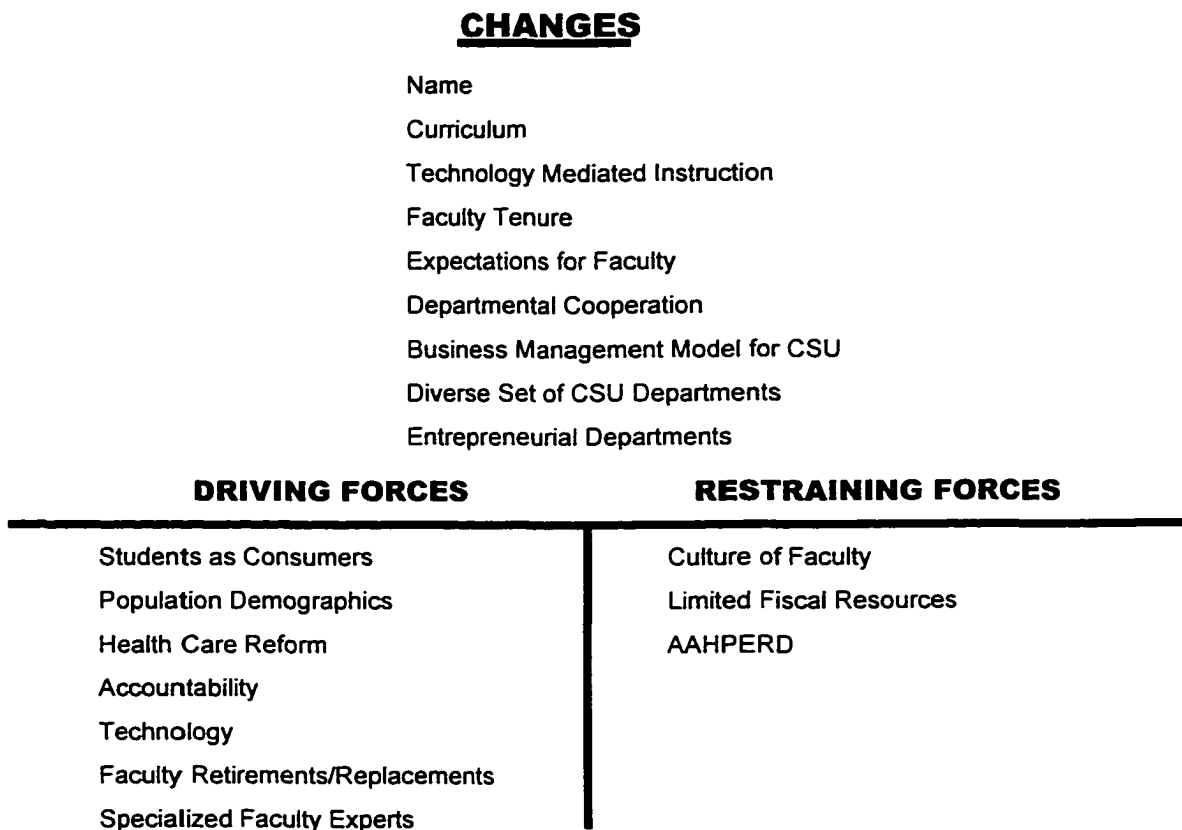 CHANGES
Name
Curriculum
Technology Mediated Instruction
Faculty Tenure
Expectations for Faculty
Departmental Cooperation
Business Management Model for CSU
Diverse Set of CSU Departments
Entrepreneurial Departments
DRIVING FORCES
Students as Consumers
Population Demographics
Health Care Reform
Accountability
Technology
Faculty Retirements/Replacements
Specialized Faculty Experts
RESTRAINING FORCES
Culture of Faculty
Limited Fiscal Resources
AAHPERD